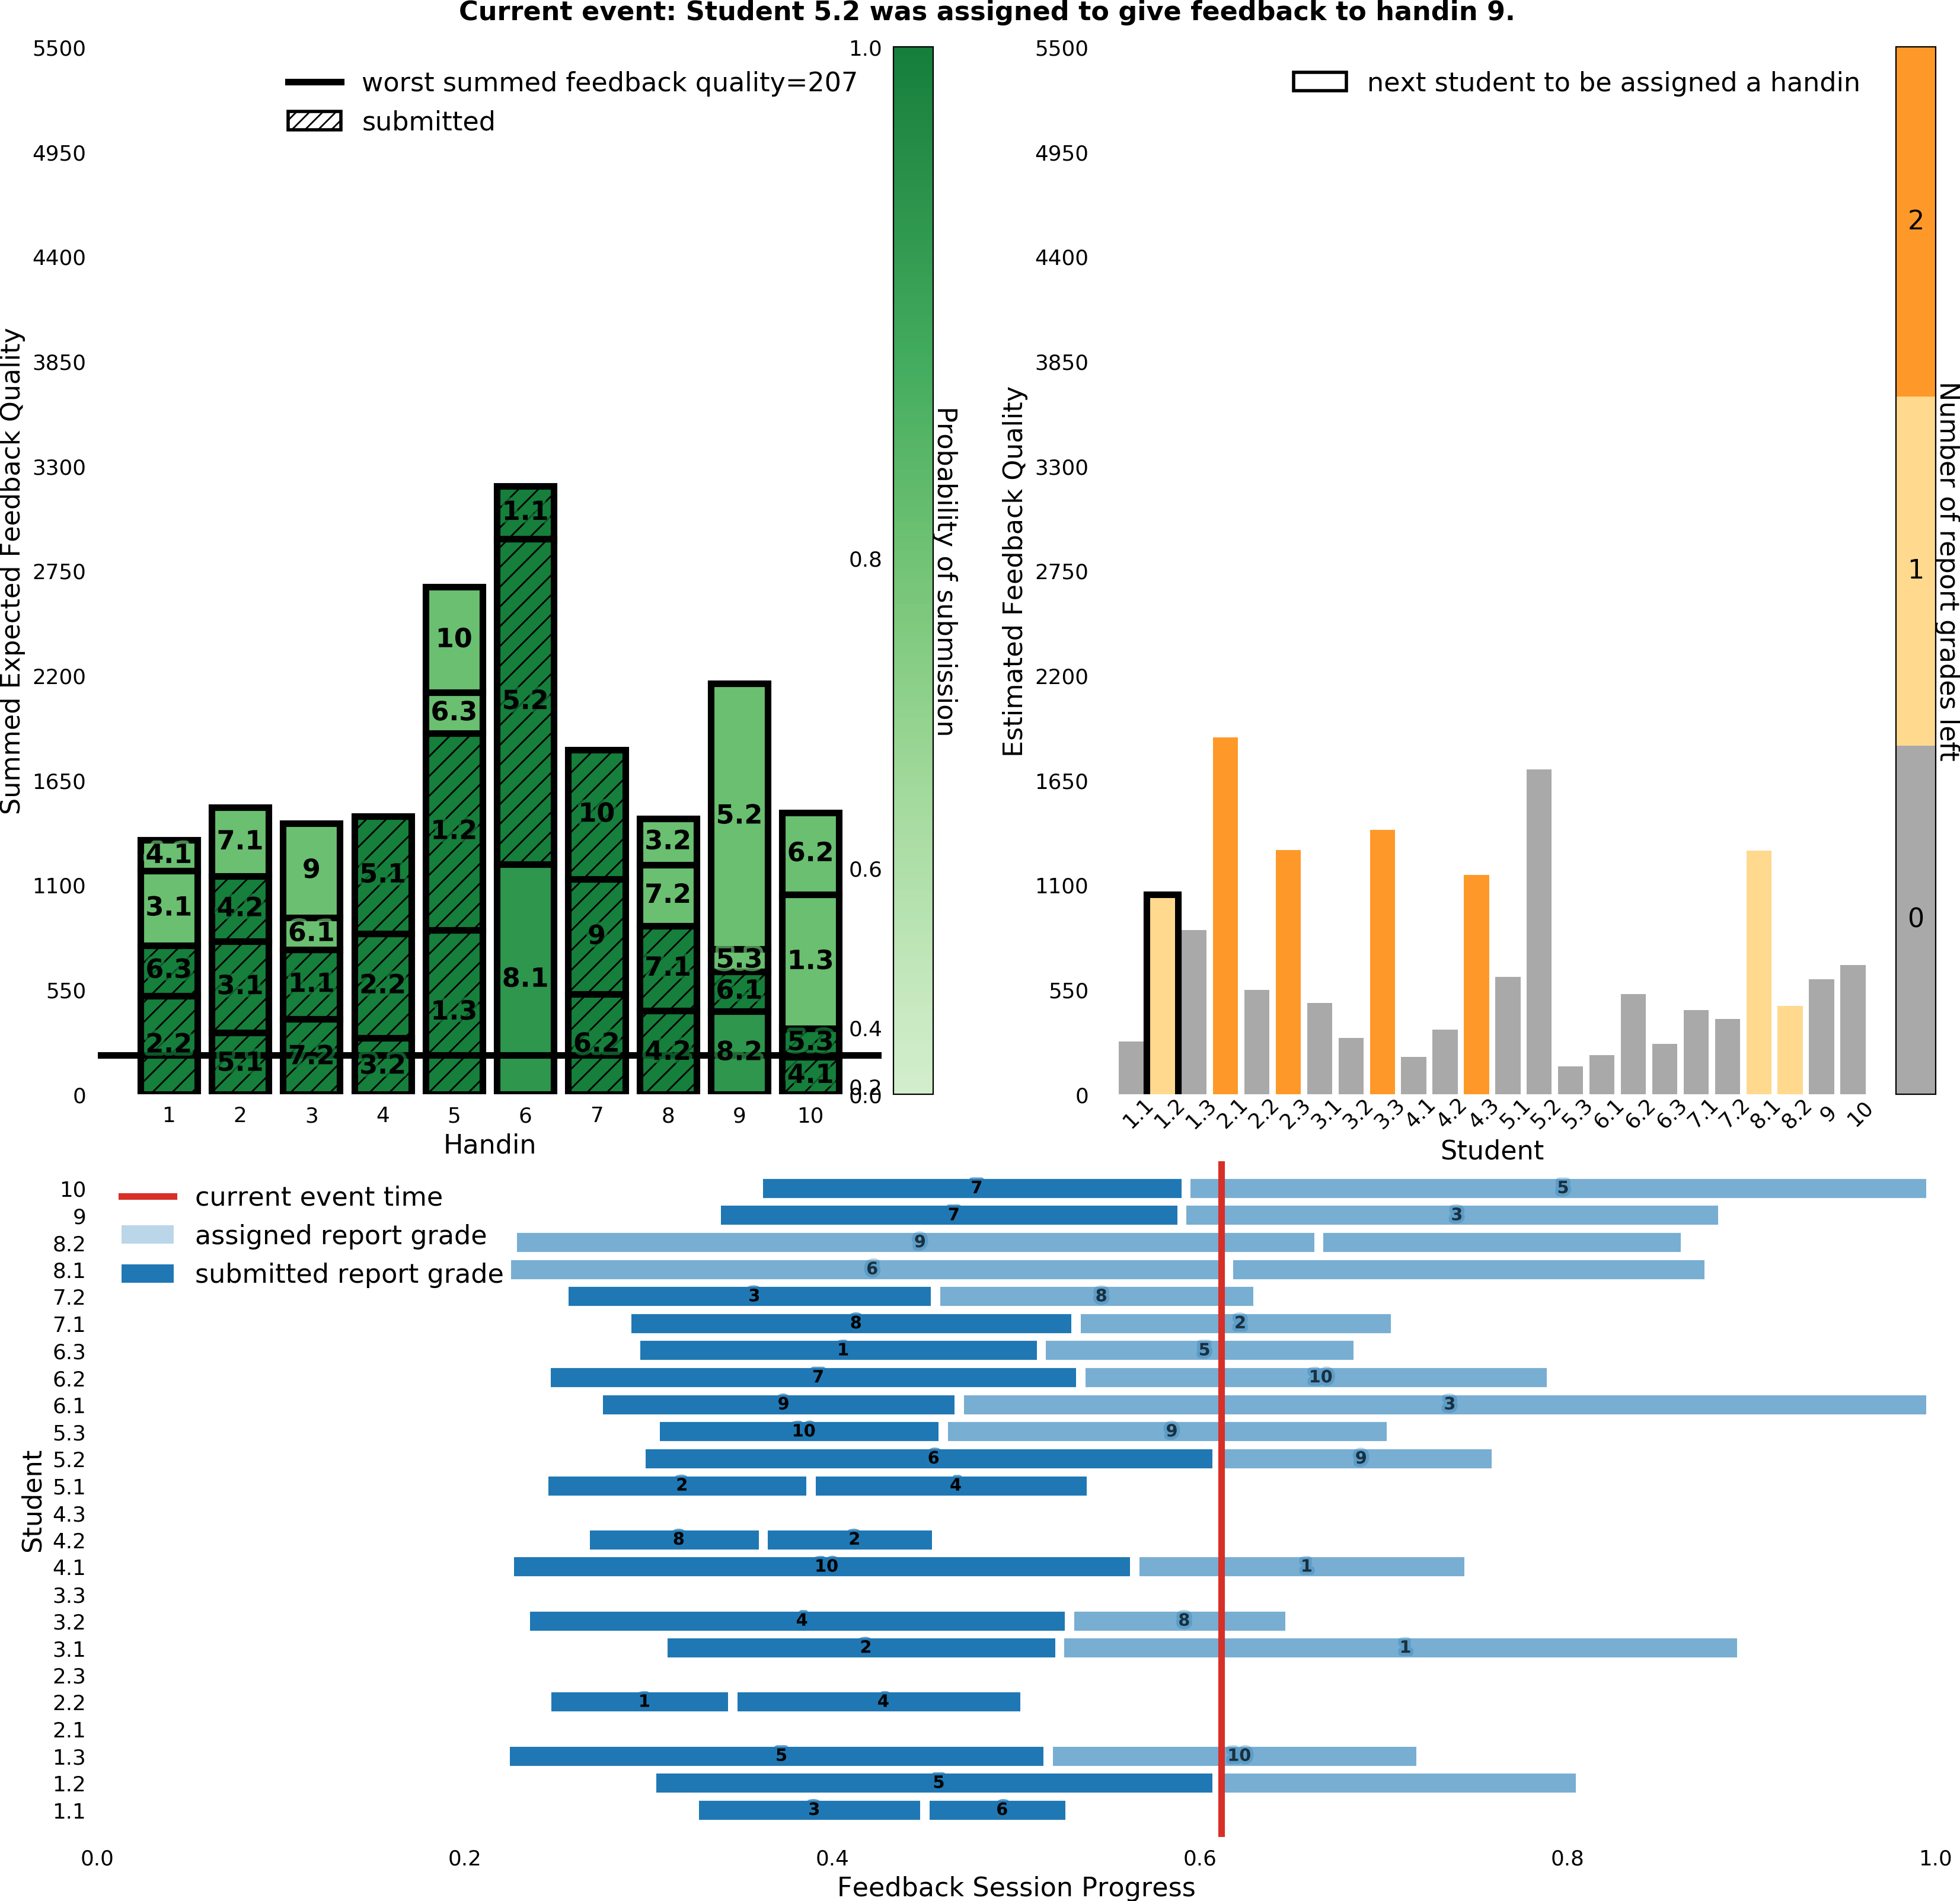 Current event: Student 5.2 was assigned to give feedback to handin 9.
Summed Expected Feedback Quality
5500
4950
4400
3850
3300
2750
2200
1650
1100
550
0
worst summed feedback quality=207
submitted
4.1
3.1
6.3
2.2
7.1
4.2
3.1
5.1
9
6.1
1.1
7.2
5.1
2.2
3.2
10
6.3
1.2
1.3
1.1
5.2
8.1
10
9
6.2
3.2
7.2
7.1
4.2
5.2
5.3
6.1
8.2
6.2
1.3
5.3
4.1
1 2 3 4 5 6 7 8 9 10
Handin
1.0
0.8
0.6
0.4
0.2
0.0
Probability of submission
Estimated Feedback Quality
5500
4950
4400
3850
3300
2750
2200
1650
1100
550
0
next student to be assigned a handin
1.1 1.2 1.3 2.1 2.2 2.3 3.1 3.2 3.3 4.1 4.2 4.3 5.1 5.2 5.3 6.1 6.2 6.3 7.1 7.2 8.1 8.2 9 10
Student
2
1
0
Number of report grades left
current event time
assigned report grade
submitted report grade
Student
10 7 5
9 7 3
8.2 9
8.1 6
7.2 3 8
7.1 8 2
6.3 1 5
6.2 7 10
6.1 9 3
5.3 10 9
5.2 6 9
5.1 2 4
4.3
4.2 8 2
4.1 10 1
3.3
3.2 4 8
3.1 2 1
2.3
2.2 1 4
2.1
1.3 5 10
1.2 5
1.1 3 6
0.0 0.2 0.4 0.6 0.8 1.0
Feedback Session Progress